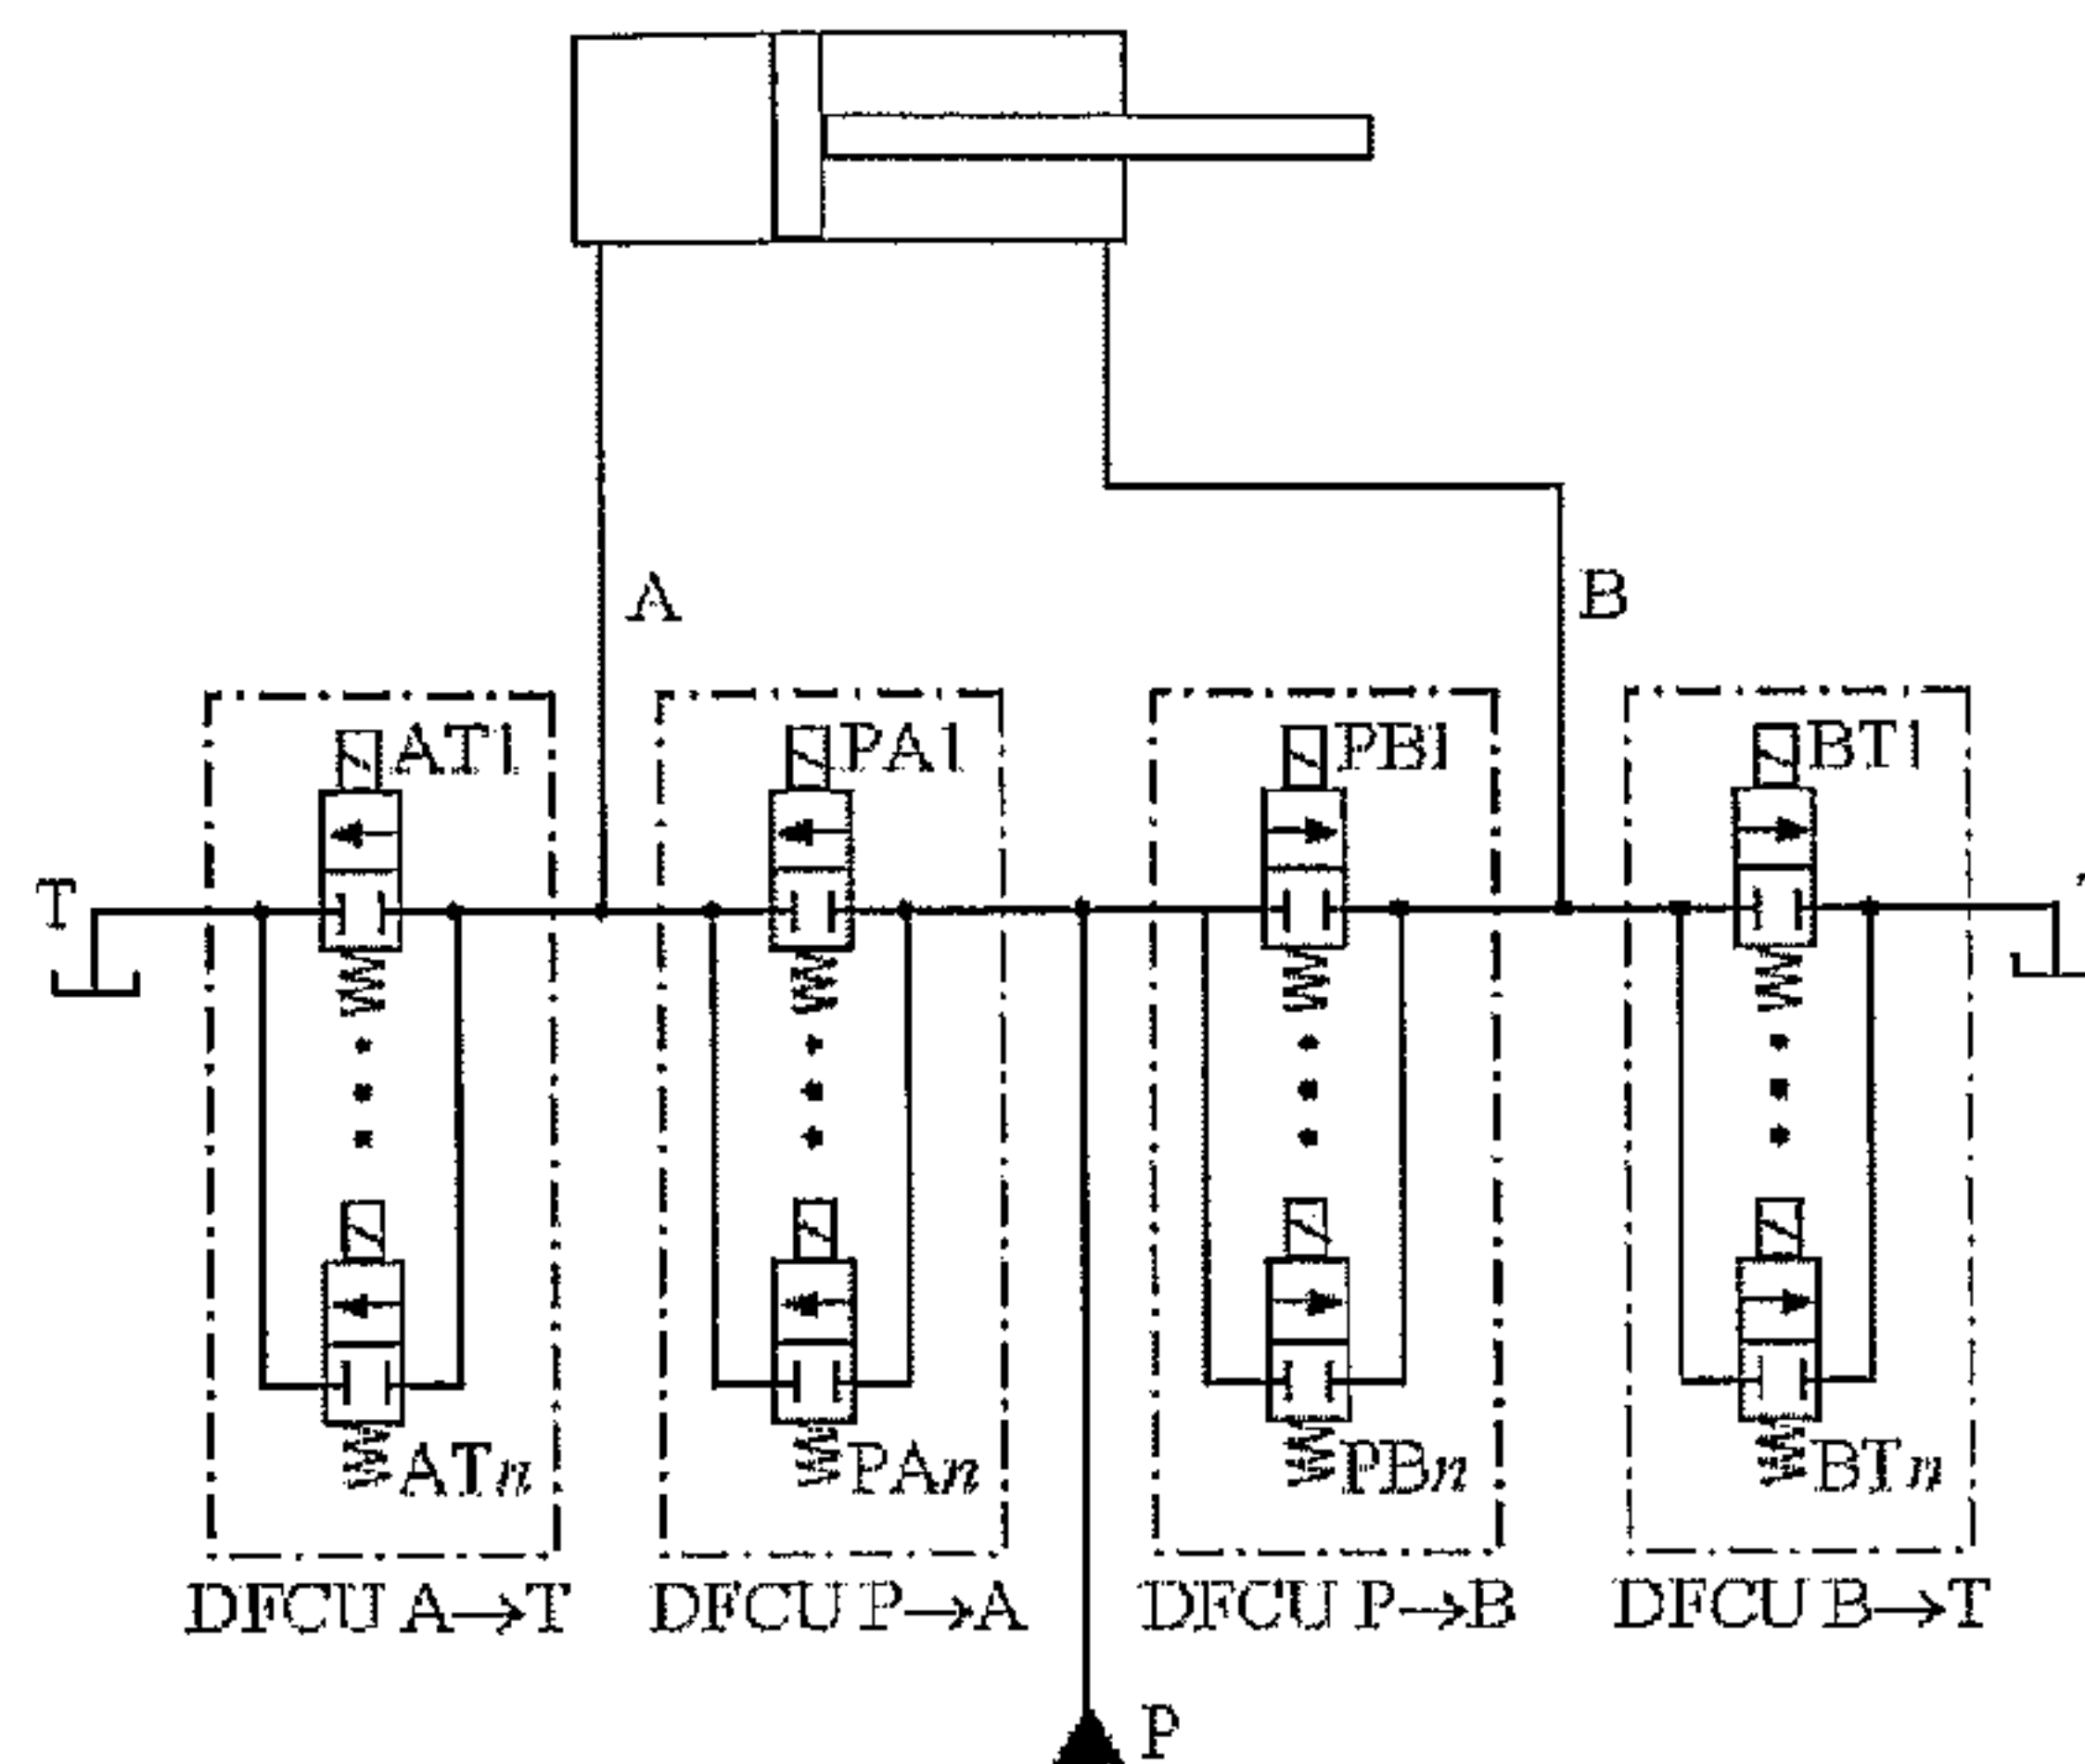 A
B
AT1
PA1
PB1
BT1
T
ATn
PAn
PBn
BTn
DFCU A→T
DFCU P→A
DFCU P→B
DFCU B→T
P